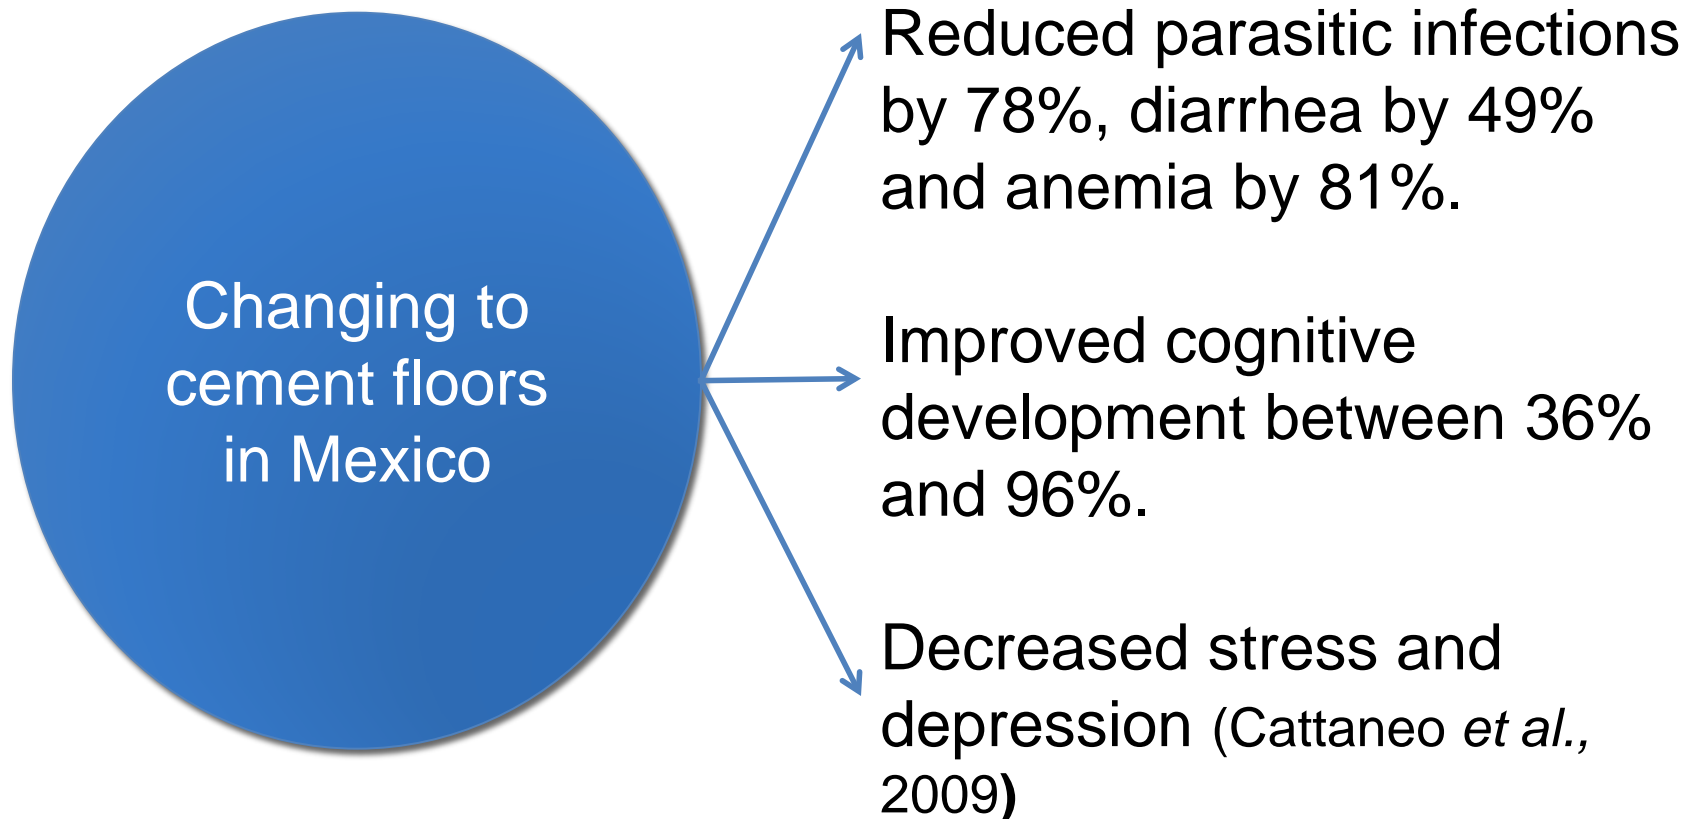 Changing to
cement floors
in Mexico
Reduced parasitic infections
by 78%, diarrhea by 49%
and anemia by 81%.
Improved cognitive
development between 36%
and 96%.
Decreased stress and
depression (Cattaneo et al.,
2009)